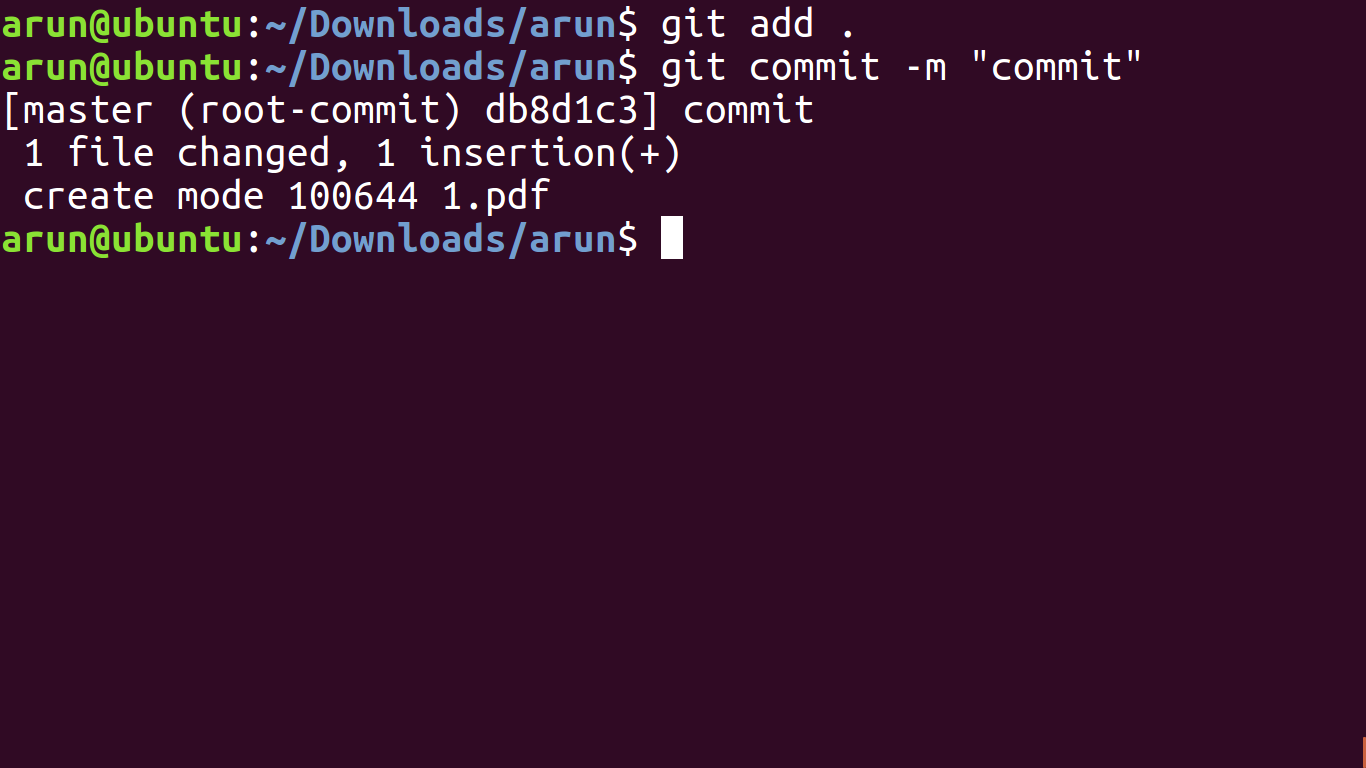 arun@ubuntu:~/Downloads/arun$ git add .
arun@ubuntu:~/Downloads/arun$ git commit -m "commit"
[master (root-commit) db8d1c3] commit
 1 file changed, 1 insertion(+)
 create mode 100644 1.pdf
arun@ubuntu:~/Downloads/arun$